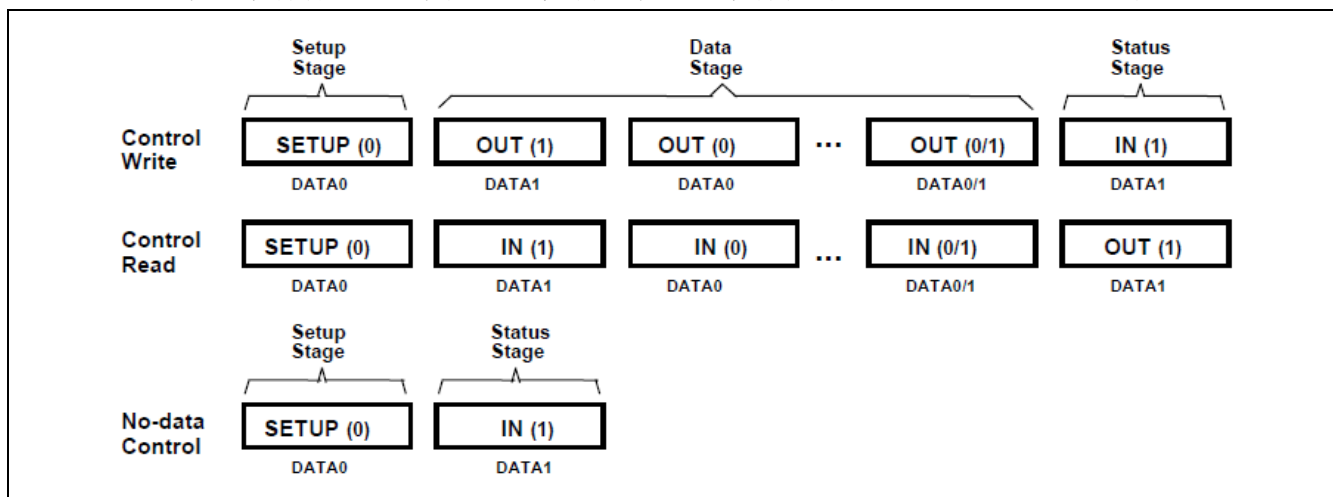 Setup
Stage
Data
Stage
Status
Stage
Control
Write
SETUP (0)
OUT (1)
OUT (0)
...
OUT (0/1)
IN (1)
DATA0
DATA1
DATA0
DATA0/1
DATA1
Control
Read
SETUP (0)
IN (1)
IN (0)
...
IN (0/1)
OUT (1)
DATA0
DATA1
DATA0
DATA0/1
DATA1
Setup
Stage
Status
Stage
No-data
Control
SETUP (0)
IN (1)
DATA0
DATA1